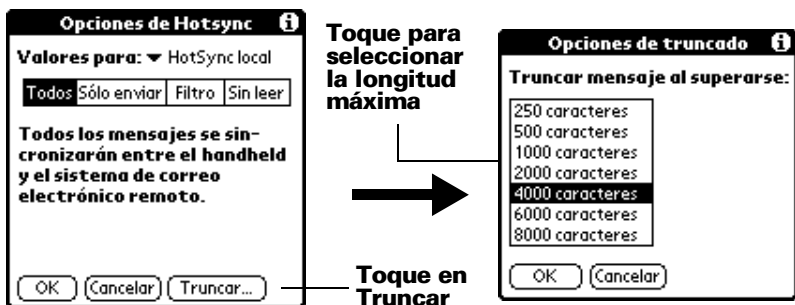 Opciones de Hotsync
Valores para: HotSync local
Todos Sólo enviar Filtro Sin leer
Todos los mensajes se sin-
cronizarán entre el handheld
y el sistema de correo
electrónico remoto.
OK Cancelar Truncar...
Toque para
seleccionar
la longitud
máxima
Toque en
Truncar
Opciones de truncado
Truncar mensaje al superarse:
250 caracteres
500 caracteres
1000 caracteres
2000 caracteres
4000 caracteres
6000 caracteres
8000 caracteres
OK Cancelar